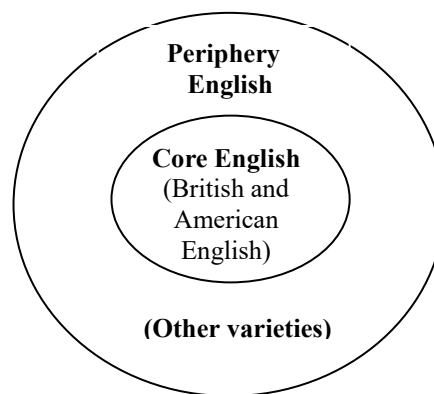 Periphery
English
Core English
(British and
American
English)
(Other varieties)